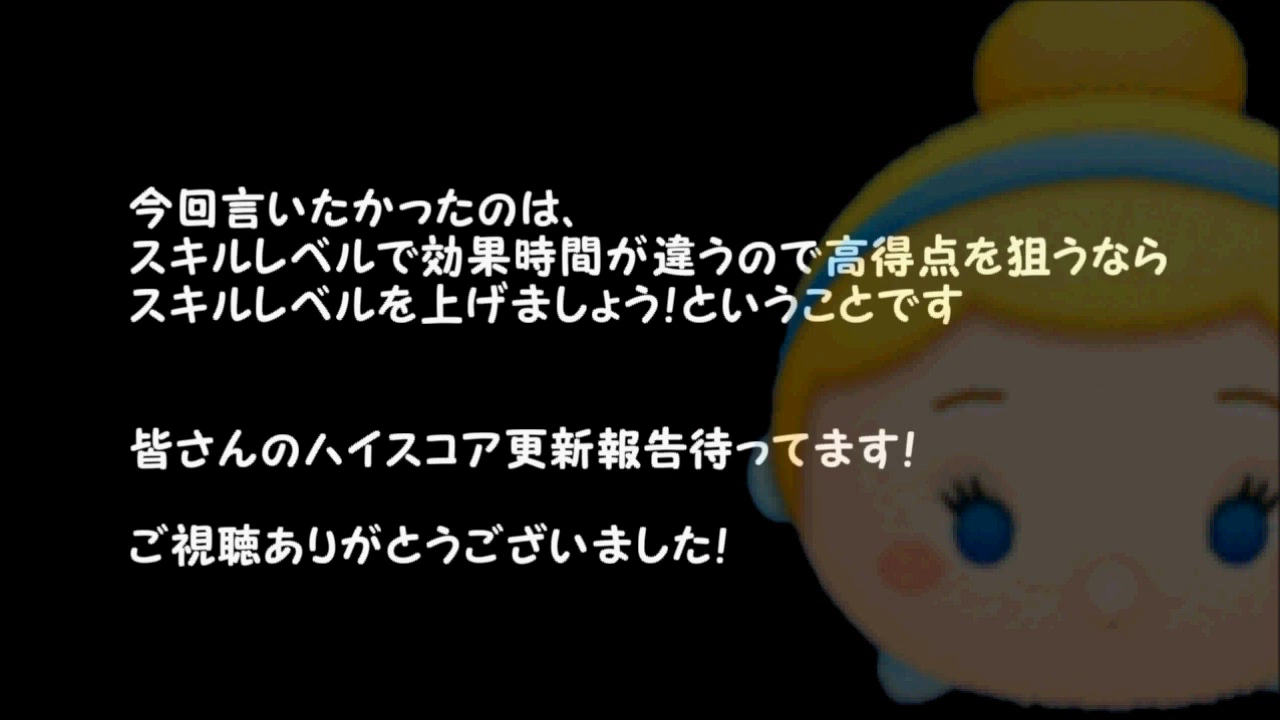 今回言いたかったのは、
スキルレベルで効果時間が違うので高得点を狙うなら
スキルレベルを上げましょう!ということです
皆さんのハイスコア更新報告待ってます!
ご視聴ありがとうございました!